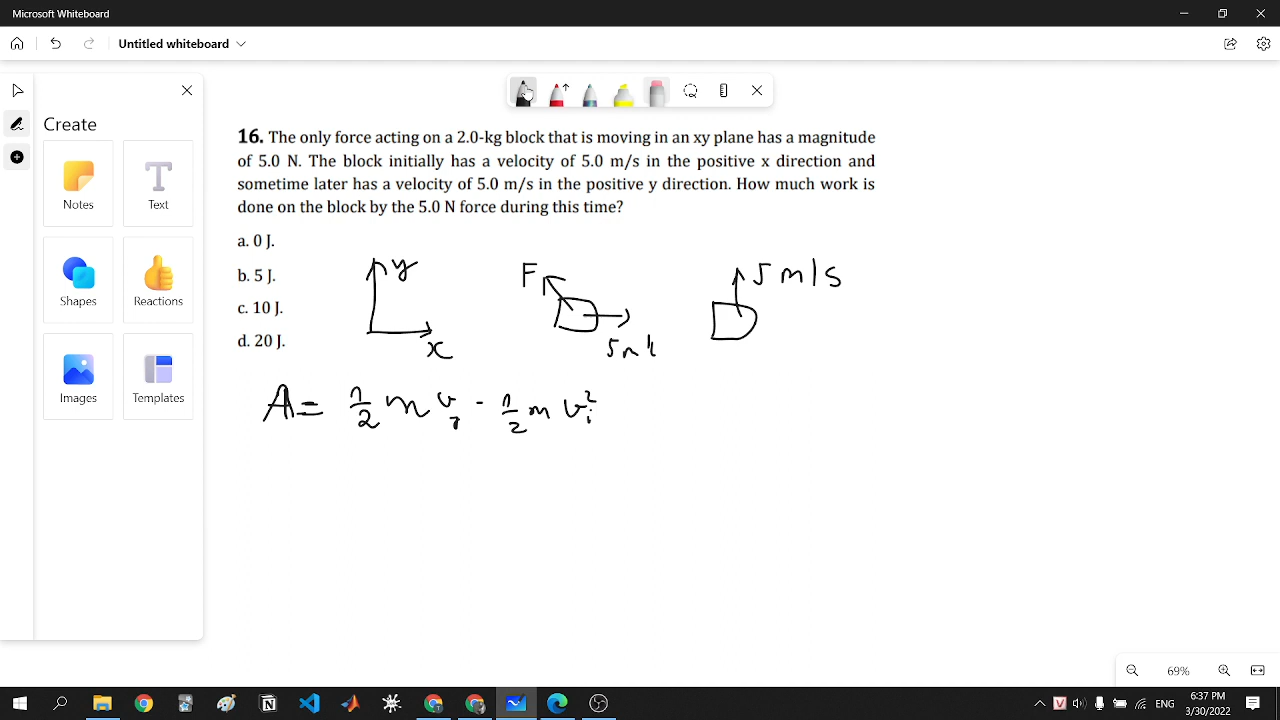 Microsoft Whiteboard
Untitled whiteboard
Create
Notes
Text
Shapes
Reactions
Images
Templates
16. The only force acting on a 2.0-kg block that is moving in an xy plane has a magnitude
of 5.0 N. The block initially has a velocity of 5.0 m/s in the positive x direction and
sometime later has a velocity of 5.0 m/s in the positive y direction. How much work is
done on the block by the 5.0 N force during this time?
a. 0 J.
b. 5 J.
c. 10 J.
d. 20 J.
y
x
F
5 m
5 m/s
A = 1/2 m v - 1/2 m v_i^2
69%
ENG
6:37 PM
3/30/2022